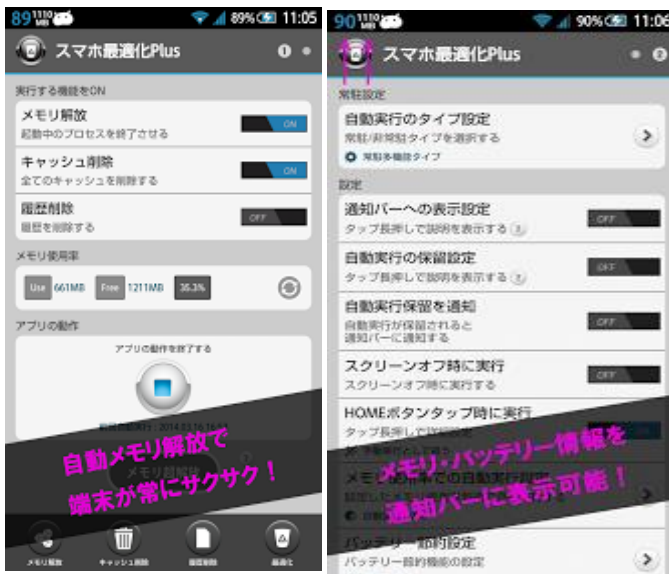 89 1110 MB 89% 11:05
スマホ最適化Plus
実行する機能をON
メモリ解放
起動中のプロセスを終了させる
ON
キャッシュ削除
全てのキャッシュを削除する
ON
履歴削除
履歴を削除する
OFF
メモリ使用率
Use 661MB Free 1211MB 35.3%
アプリの動作
アプリの動作を終了する
自動メモリ解放で
端末が常にサクサク！
メモリ解放
キャッシュ削除
履歴削除
最適化
90 1110 MB 90% 11:06
スマホ最適化Plus
常駐設定
自動実行のタイプ設定
常駐/非常駐タイプを選択する
常駐多機能タイプ
設定
通知バーへの表示設定
タップ長押しで説明を表示する
OFF
自動実行の保留設定
タップ長押しで説明を表示する
OFF
自動実行保留を通知
自動実行が保留されると
通知バーに通知する
OFF
スクリーンオフ時に実行
スクリーンオフ時に実行する
OFF
HOMEボタンタップ時に実行
メモリ・バッテリー情報を
通知バーに表示可能！
バッテリー節約設定
バッテリー節約機能の設定